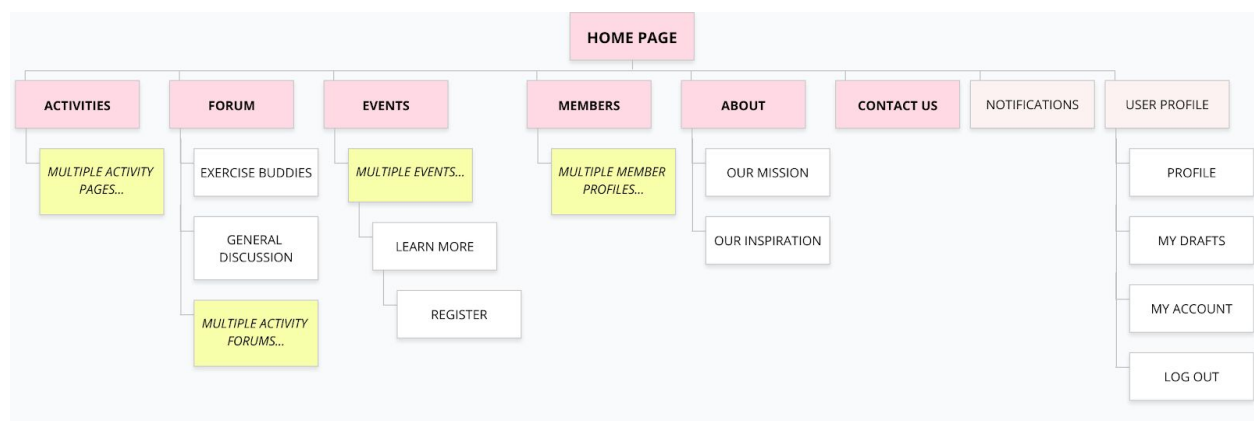 HOME PAGE
ACTIVITIES
FORUM
EVENTS
MEMBERS
ABOUT
CONTACT US
NOTIFICATIONS
USER PROFILE
MULTIPLE ACTIVITY
PAGES...
EXERCISE BUDDIES
GENERAL
DISCUSSION
MULTIPLE ACTIVITY
FORUMS...
MULTIPLE EVENTS...
LEARN MORE
REGISTER
MULTIPLE MEMBER
PROFILES...
OUR MISSION
OUR INSPIRATION
PROFILE
MY DRAFTS
MY ACCOUNT
LOG OUT